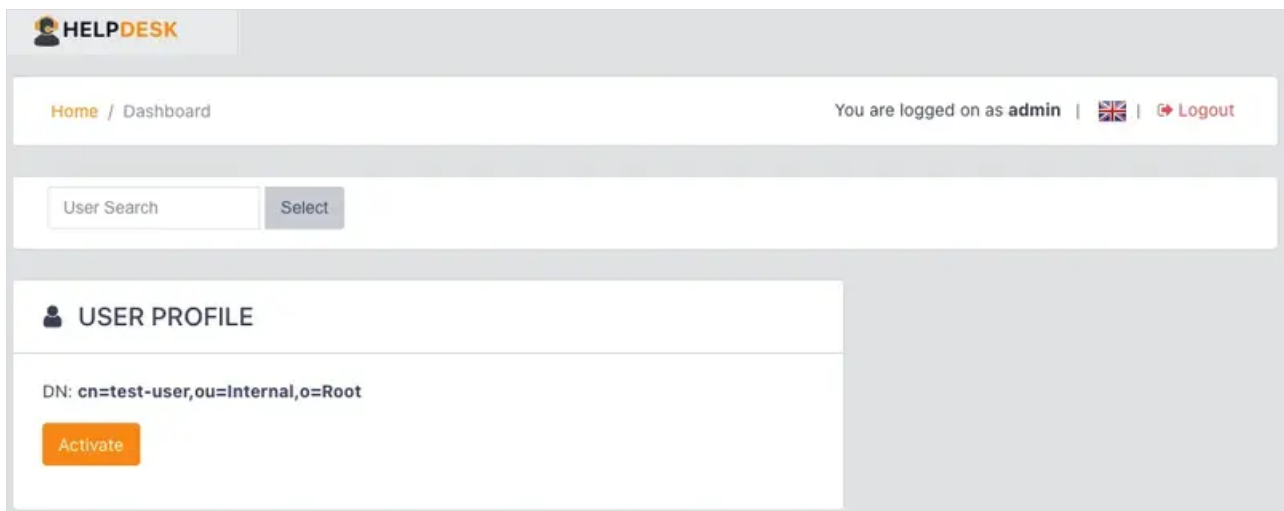 HELPDESK
Home / Dashboard
You are logged on as admin | | Logout
User Search
Select
USER PROFILE
DN: cn=test-user,ou=Internal,o=Root
Activate